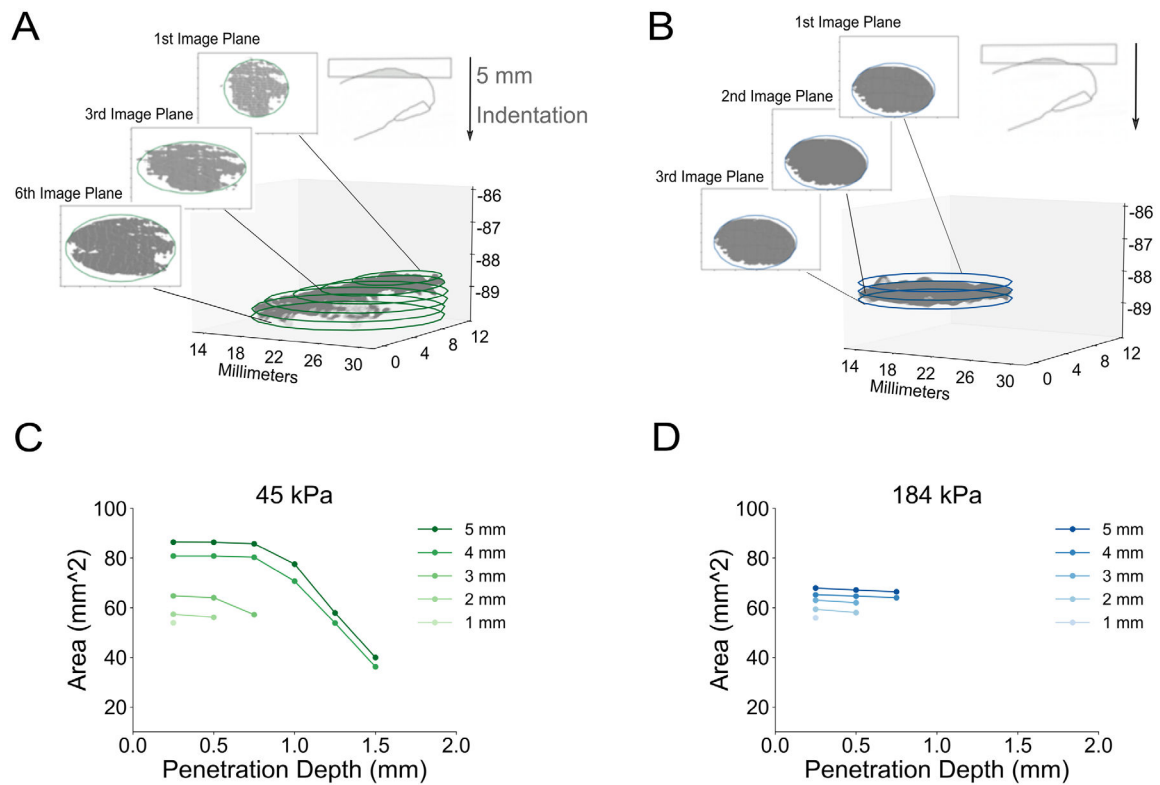 A
1st Image Plane
3rd Image Plane
6th Image Plane
5 mm
Indentation
-86
-87
-88
-89
14 18 22 26 30
0 4 8 12
Millimeters
B
1st Image Plane
2nd Image Plane
3rd Image Plane
-86
-87
-88
-89
14 18 22 26 30
0 4 8 12
Millimeters
C
45 kPa
Area (mm^2)
100
80
60
40
20
0.0 0.5 1.0 1.5 2.0
Penetration Depth (mm)
5 mm
4 mm
3 mm
2 mm
1 mm
D
184 kPa
Area (mm^2)
100
80
60
40
20
0.0 0.5 1.0 1.5 2.0
Penetration Depth (mm)
5 mm
4 mm
3 mm
2 mm
1 mm